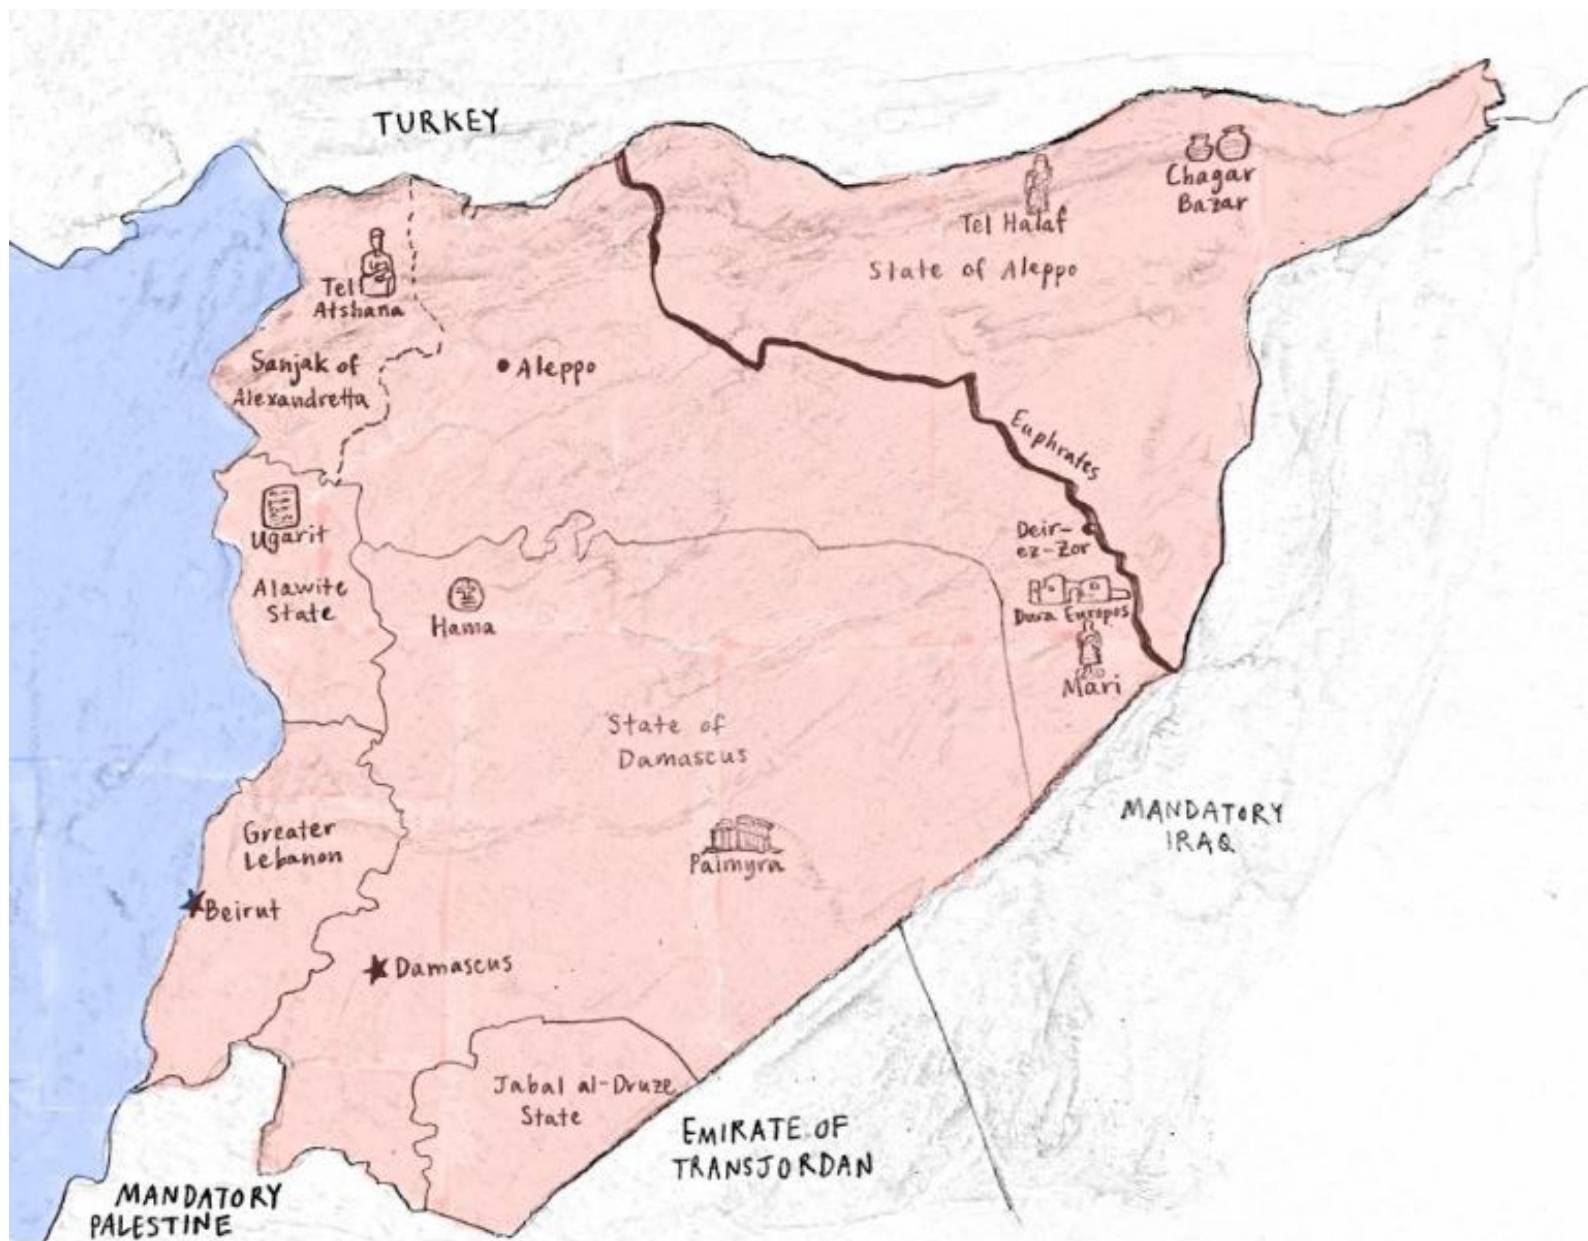 TURKEY
Chagar
Bazar
Tel Halaf
State of Aleppo
Tel
Atshana
Sanjak of
Alexandretta
Aleppo
Euphrates
Ugarit
Deir-
ez-Zor
Alawite
State
Hama
Dura Europos
Mari
State of
Damascus
MANDATORY
IRAQ
Greater
Lebanon
Palmyra
Beirut
Damascus
Jabal al-Druze
State
EMIRATE OF
TRANSJORDAN
MANDATORY
PALESTINE